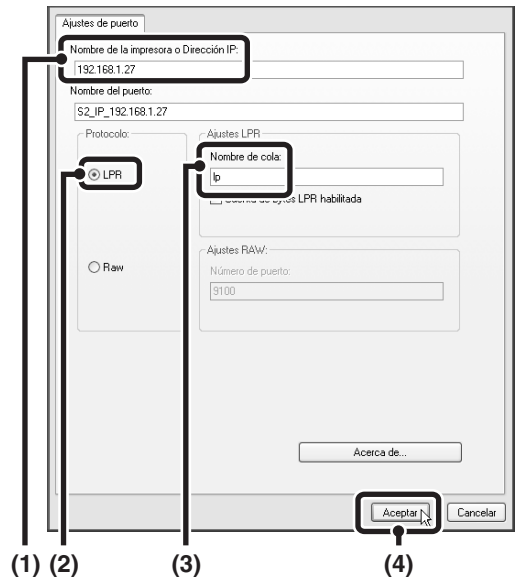 Ajustes de puerto
Nombre de la impresora o Dirección IP:
192.168.1.27
Nombre del puerto:
S2_IP_192.168.1.27
Protocolo:
LPR
Raw
Ajustes LPR
Nombre de cola:
lp
bytes LPR habilitada
Ajustes RAW:
Número de puerto:
9100
Acerca de...
Aceptar
Cancelar
(1) (2) (3) (4)